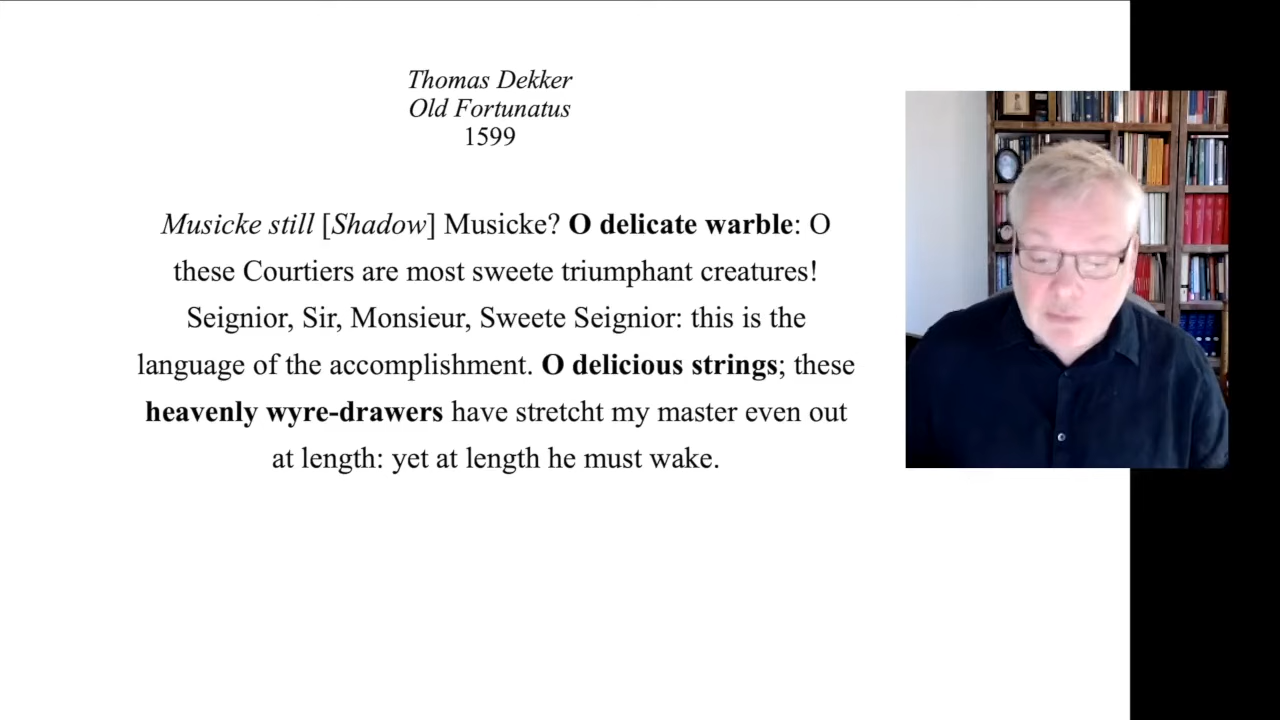 Thomas Dekker
Old Fortunatus
1599
Musicke still [Shadow] Musicke? O delicate warble: O
these Courtiers are most sweete triumphant creatures!
Seignior, Sir, Monsieur, Sweete Seignior: this is the
language of the accomplishment. O delicious strings; these
heavenly wyre-drawers have stretcht my master even out
at length: yet at length he must wake.